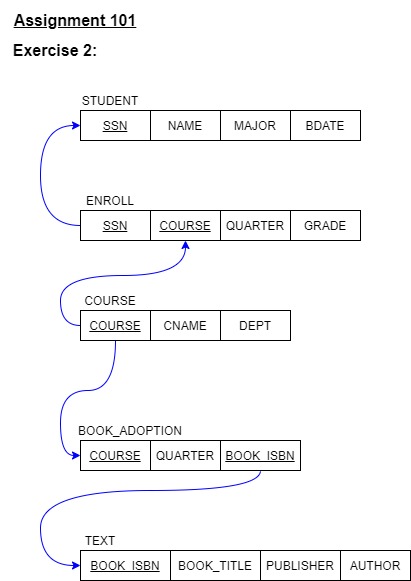 Assignment 101
Exercise 2:
STUDENT
SSN NAME MAJOR BDATE
ENROLL
SSN COURSE QUARTER GRADE
COURSE
COURSE CNAME DEPT
BOOK_ADOPTION
COURSE QUARTER BOOK_ISBN
TEXT
BOOK_ISBN BOOK_TITLE PUBLISHER AUTHOR